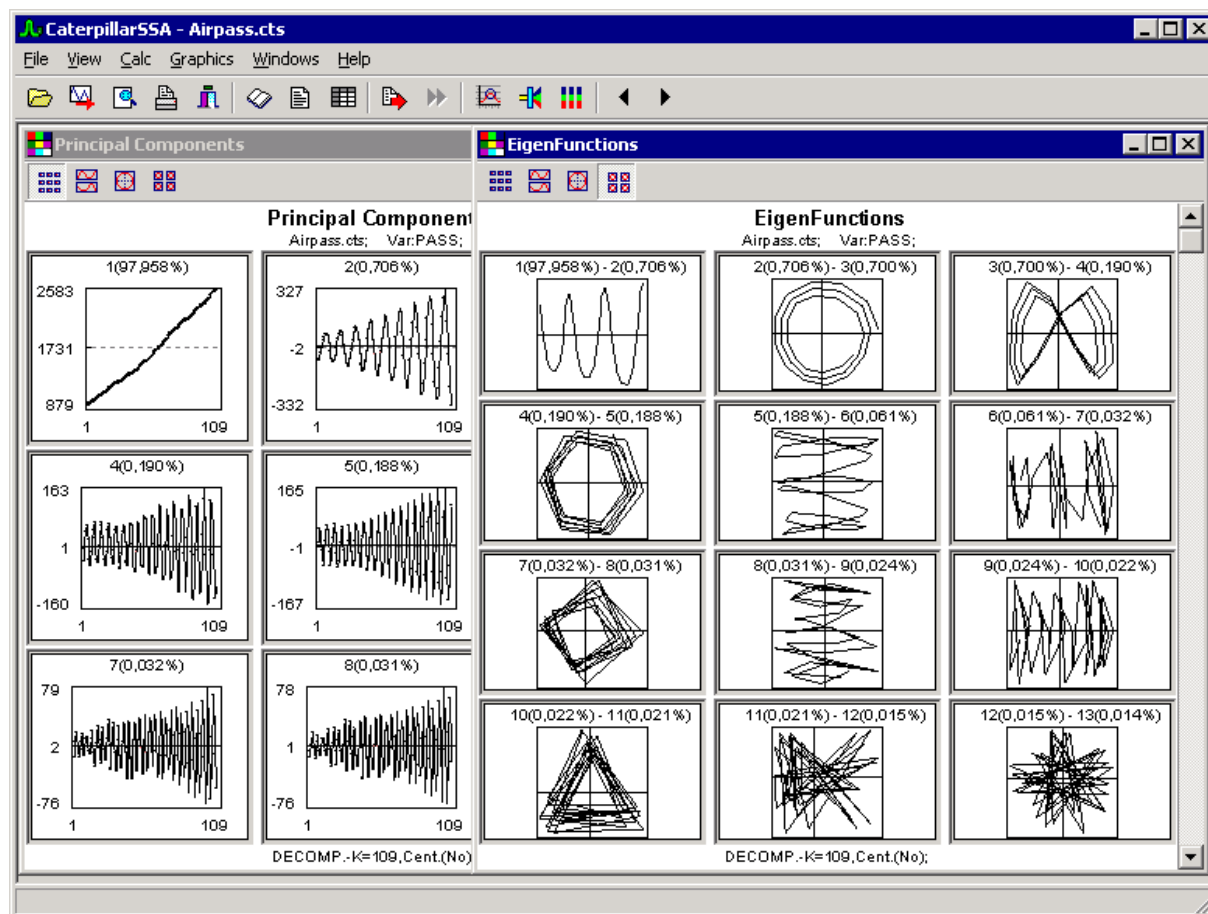 CaterpillarSSA - Airpass.cts
File View Calc Graphics Windows Help
Principal Components
Principal Component
Airpass.cts; Var:PASS;
1(97,958%)
2583
1731
879
1
109
2(0,706%)
327
-2
-332
1
109
4(0,190%)
163
1
-160
1
109
5(0,188%)
165
-1
-167
1
109
7(0,032%)
79
2
-76
1
109
8(0,031%)
78
1
-76
1
109
DECOMP.-K=109,Cent.(No)
EigenFunctions
EigenFunctions
Airpass.cts; Var:PASS;
1(97,958%) - 2(0,706%)
2(0,706%) - 3(0,700%)
3(0,700%) - 4(0,190%)
4(0,190%) - 5(0,188%)
5(0,188%) - 6(0,061%)
6(0,061%) - 7(0,032%)
7(0,032%) - 8(0,031%)
8(0,031%) - 9(0,024%)
9(0,024%) - 10(0,022%)
10(0,022%) - 11(0,021%)
11(0,021%) - 12(0,015%)
12(0,015%) - 13(0,014%)
DECOMP.-K=109,Cent.(No);